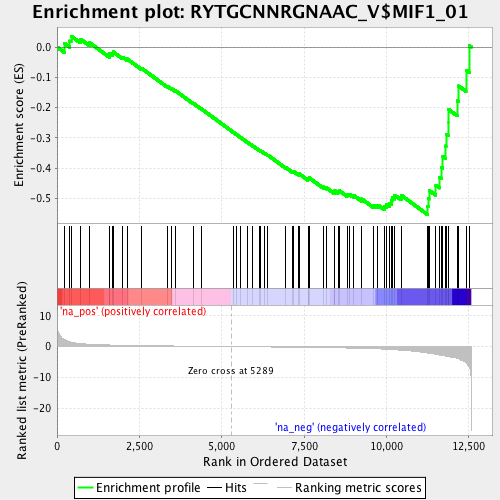 Enrichment plot: RYTGCNNRGNAAC_V$MIF1_01
Enrichment score (ES)
0.0
-0.1
-0.2
-0.3
-0.4
-0.5
Ranked list metric (PreRanked)
10
0
-10
-20
'na_pos' (positively correlated)
Zero cross at 5289
'na_neg' (negatively correlated)
0 2,500 5,000 7,500 10,000 12,500
Rank in Ordered Dataset
Enrichment profile Hits Ranking metric scores